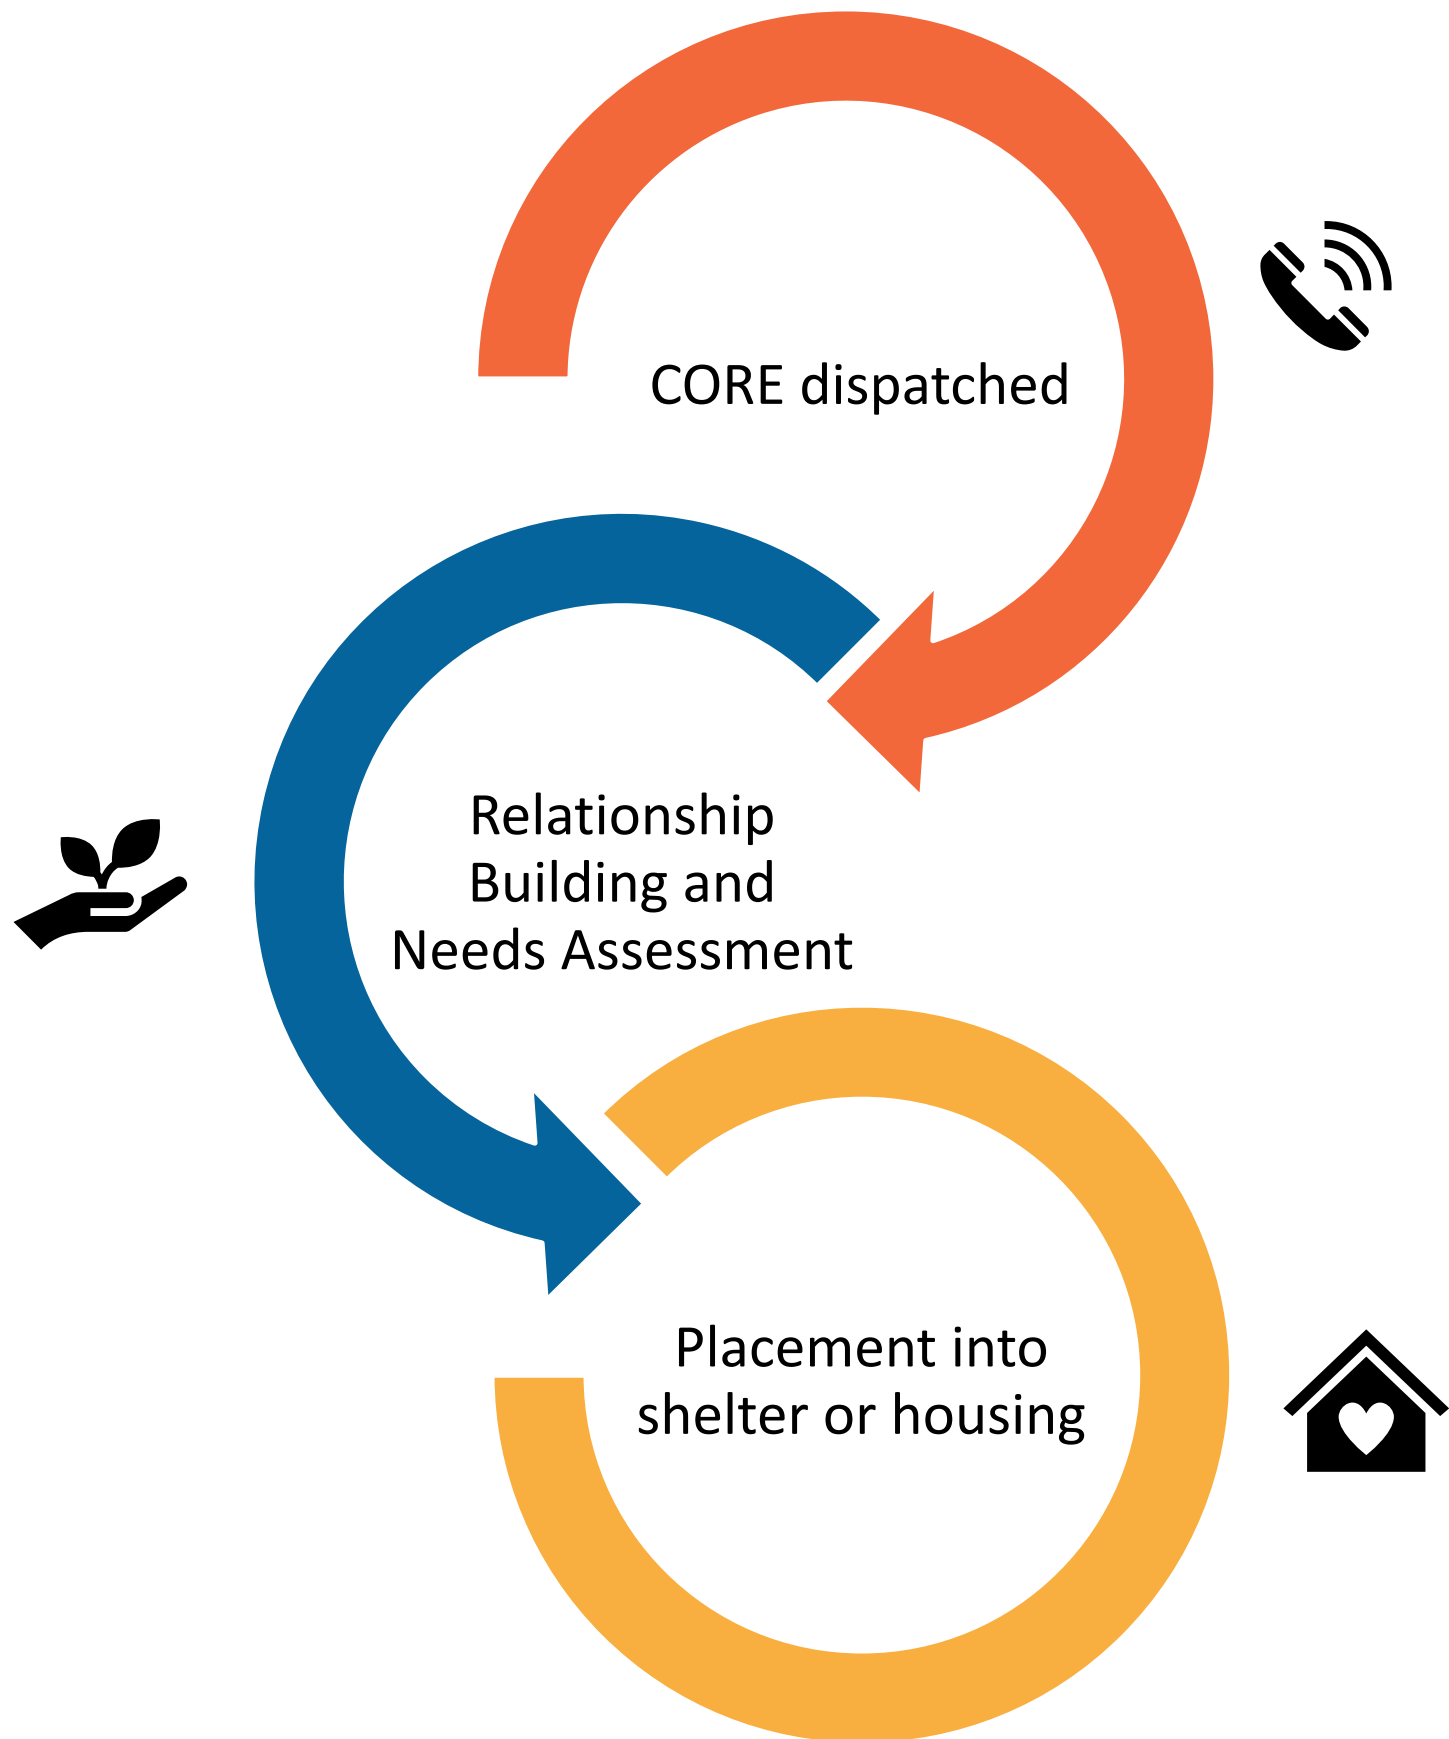 CORE dispatched
Relationship
Building and
Needs Assessment
Placement into
shelter or housing